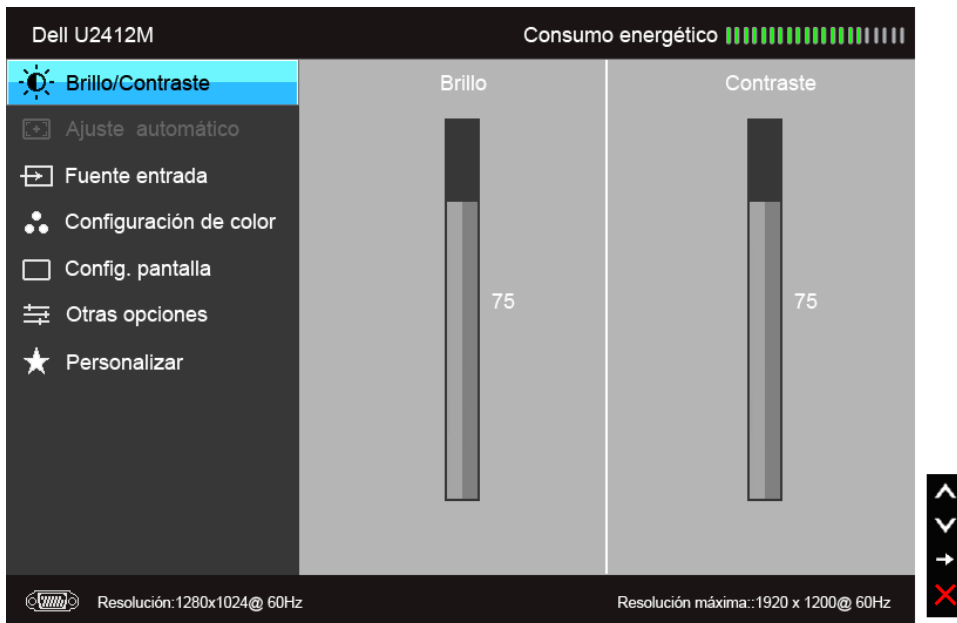 Dell U2412M
Consumo energético
Brillo/Contraste
Ajuste automático
Fuente entrada
Configuración de color
Config. pantalla
Otras opciones
Personalizar
Brillo
75
Contraste
75
Resolución:1280x1024@ 60Hz
Resolución máxima::1920 x 1200@ 60Hz